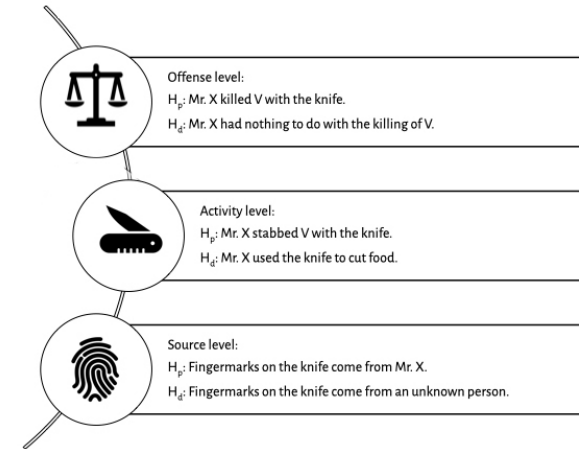 Offense level:
Hp: Mr. X killed V with the knife.
Hd: Mr. X had nothing to do with the killing of V.
Activity level:
Hp: Mr. X stabbed V with the knife.
Hd: Mr. X used the knife to cut food.
Source level:
Hp: Fingermarks on the knife come from Mr. X.
Hd: Fingermarks on the knife come from an unknown person.